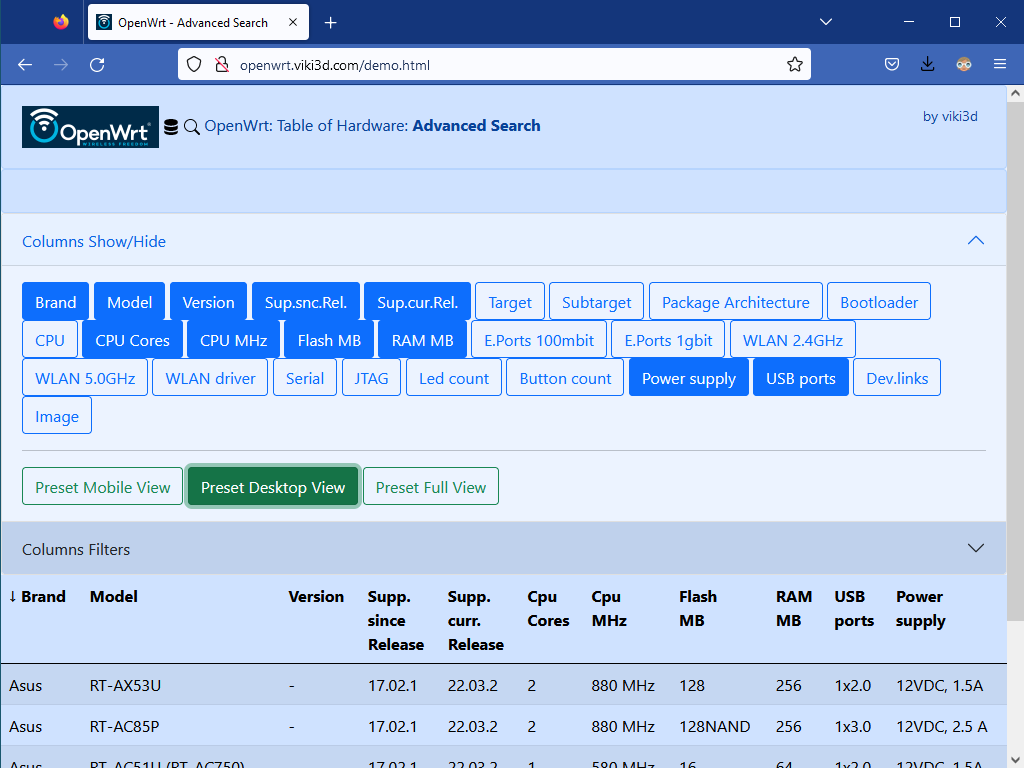 OpenWrt - Advanced Search
openwrt.viki3d.com/demo.html
OpenWrt
WIRELESS FREEDOM
OpenWrt: Table of Hardware: Advanced Search
by viki3d
Columns Show/Hide
Brand Model Version Sup.snc.Rel. Sup.cur.Rel. Target Subtarget Package Architecture Bootloader
CPU CPU Cores CPU MHz Flash MB RAM MB E.Ports 100mbit E.Ports 1gbit WLAN 2.4GHz
WLAN 5.0GHz WLAN driver Serial JTAG Led count Button count Power supply USB ports Dev.links
Image
Preset Mobile View Preset Desktop View Preset Full View
Columns Filters
↓ Brand Model Version Supp. Supp. Cpu Cpu Flash RAM USB Power
since curr. Cores MHz MB MB ports supply
Release Release
Asus RT-AX53U - 17.02.1 22.03.2 2 880 MHz 128 256 1x2.0 12VDC, 1.5A
Asus RT-AC85P - 17.02.1 22.03.2 2 880 MHz 128NAND 256 1x3.0 12VDC, 2.5 A
Asus RT-AC51U (RT-AC750) - 17.02.1 22.03.2 1 580 MHz 16 64 1x2.0 12VDC, 1.5A